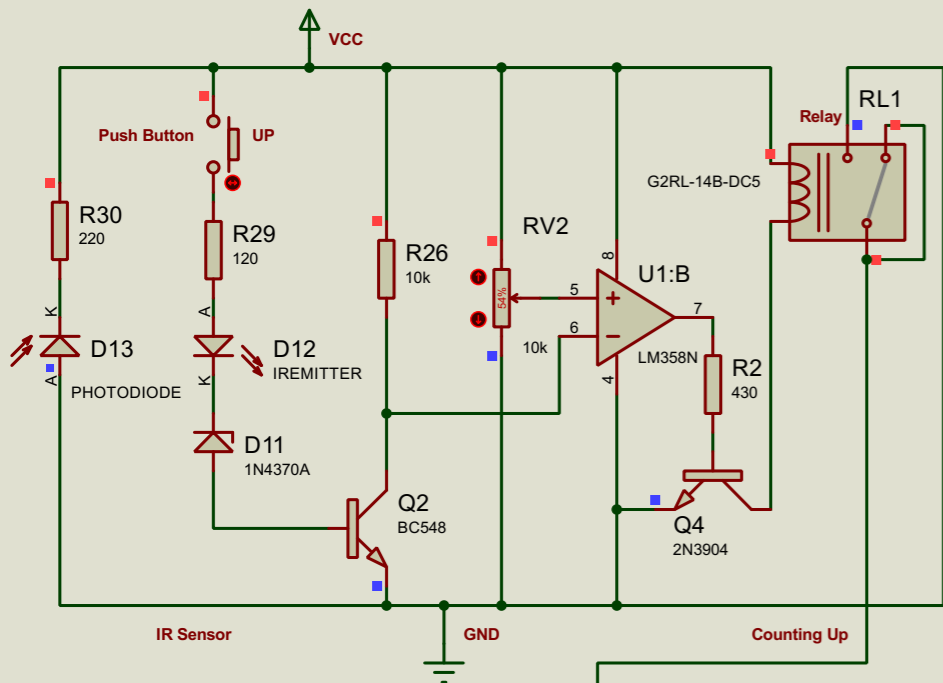 VCC
RL1
Relay
Push Button
UP
G2RL-14B-DC5
R30
220
R29
120
R26
10k
RV2
54%
10k
8
5
6
7
4
U1:B
LM358N
K
A
D13
PHOTODIODE
A
K
D12
IREMITTER
D11
1N4370A
R2
430
Q2
BC548
Q4
2N3904
IR Sensor
GND
Counting Up